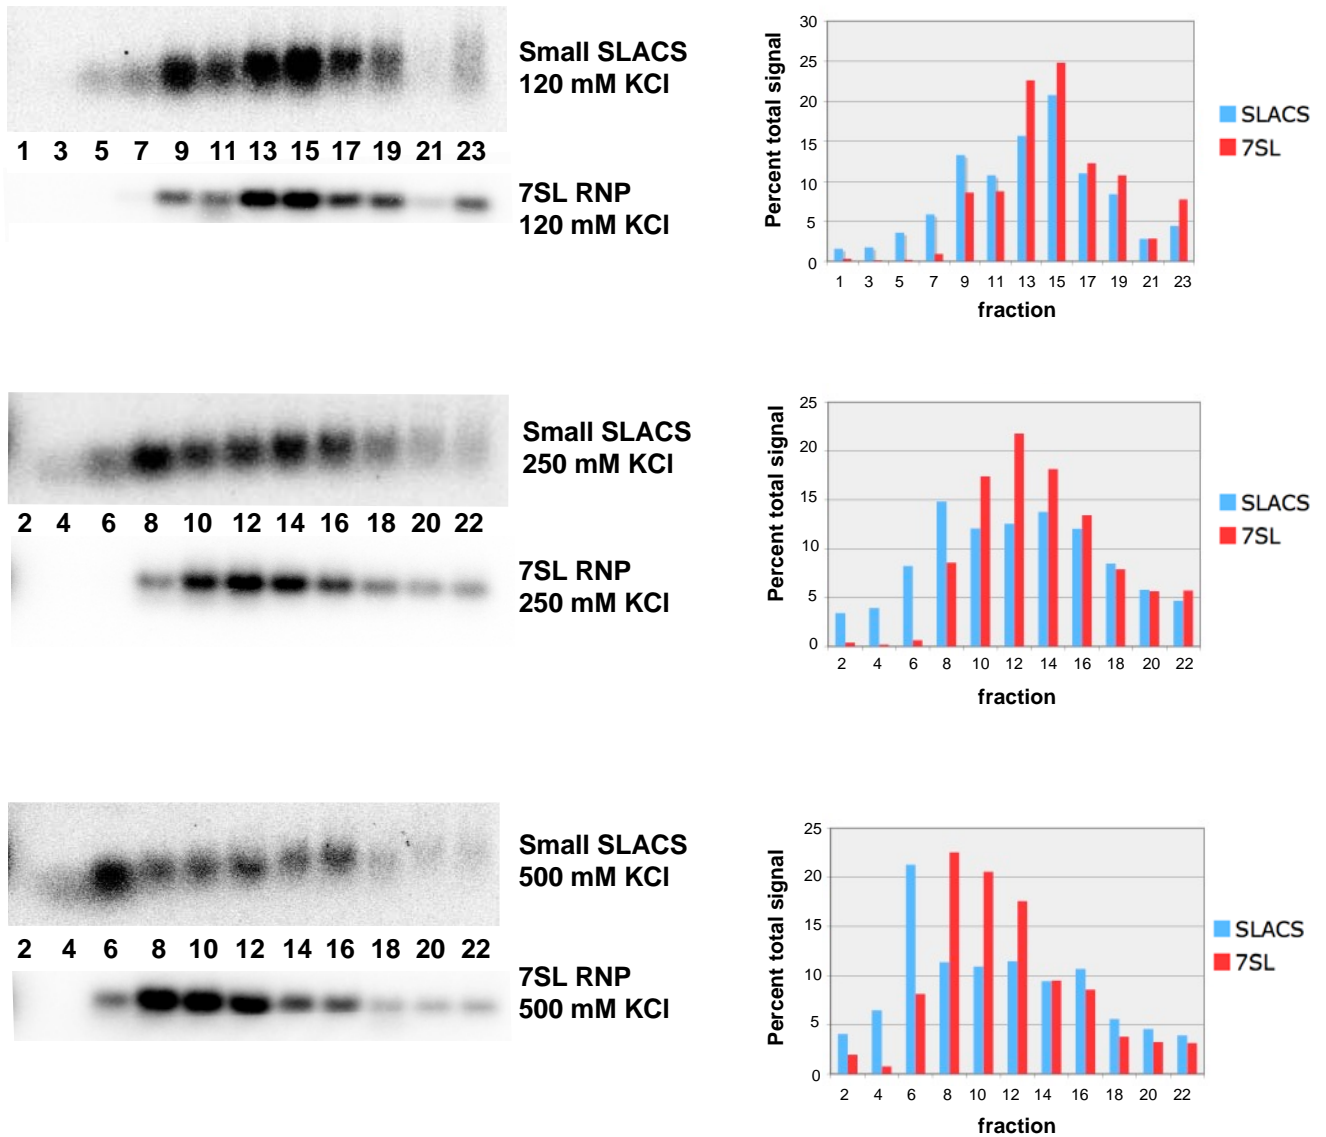 Small SLACS
120 mM KCl
1 3 5 7 9 11 13 15 17 19 21 23
7SL RNP
120 mM KCl
Percent total signal
30
25
20
15
10
5
0
1 3 5 7 9 11 13 15 17 19 21 23
fraction
SLACS
7SL
Small SLACS
250 mM KCl
2 4 6 8 10 12 14 16 18 20 22
7SL RNP
250 mM KCl
Percent total signal
25
20
15
10
5
0
2 4 6 8 10 12 14 16 18 20 22
fraction
SLACS
7SL
Small SLACS
500 mM KCl
2 4 6 8 10 12 14 16 18 20 22
7SL RNP
500 mM KCl
Percent total signal
25
20
15
10
5
0
2 4 6 8 10 12 14 16 18 20 22
fraction
SLACS
7SL